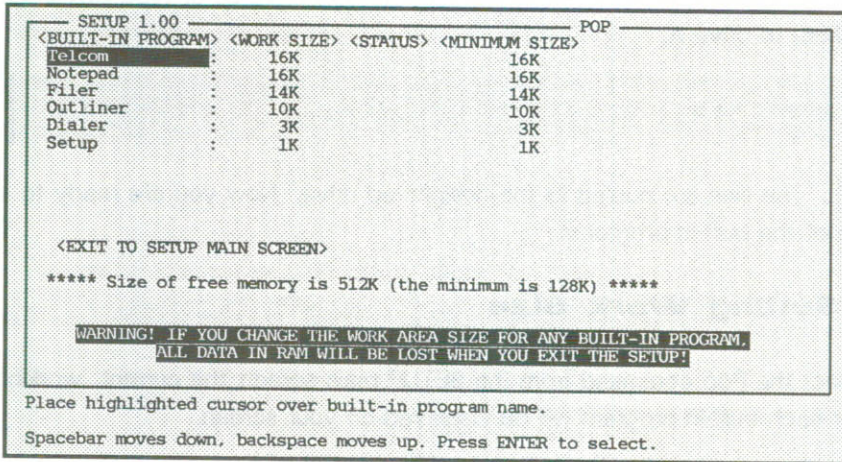 SETUP 1.00 POP
<BUILT-IN PROGRAM> <WORK SIZE> <STATUS> <MINIMUM SIZE>
Telcom : 16K 16K
Notepad : 16K 16K
Filer : 14K 14K
Outliner : 10K 10K
Dialer : 3K 3K
Setup : 1K 1K
<EXIT TO SETUP MAIN SCREEN>
***** Size of free memory is 512K (the minimum is 128K) *****
WARNING! IF YOU CHANGE THE WORK AREA SIZE FOR ANY BUILT-IN PROGRAM,
ALL DATA IN RAM WILL BE LOST WHEN YOU EXIT THE SETUP!
Place highlighted cursor over built-in program name.
Spacebar moves down, backspace moves up. Press ENTER to select.